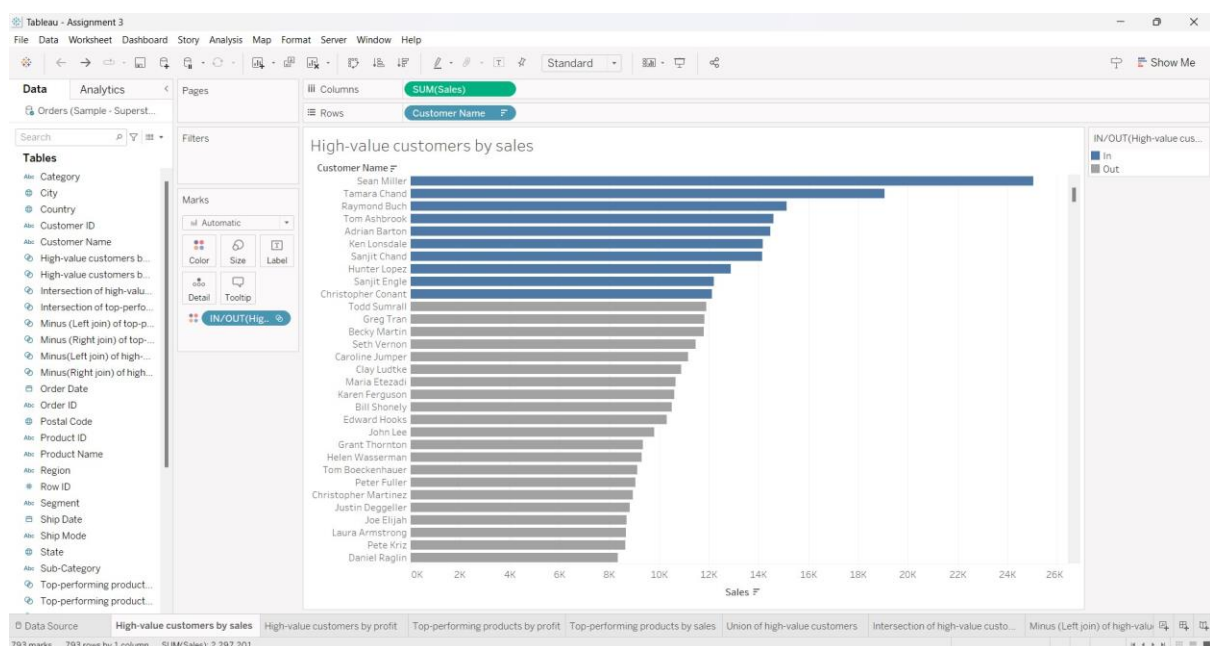 Tableau - Assignment 3
File Data Worksheet Dashboard Story Analysis Map Format Server Window Help
Standard
Show Me
Data Analytics
Orders (Sample - Superst...
Search
Tables
Abc Category
City
Country
Abc Customer ID
Abc Customer Name
High-value customers b...
High-value customers b...
Intersection of high-valu...
Intersection of top-perfo...
Minus (Left join) of top-p...
Minus (Right join) of top-...
Minus(Left join) of high-...
Minus(Right join) of high...
Order Date
Abc Order ID
Postal Code
Abc Product ID
Abc Product Name
Abc Region
Row ID
Abc Segment
Ship Date
Abc Ship Mode
State
Abc Sub-Category
Top-performing product...
Top-performing product...
Pages
Filters
Marks
Automatic
Color Size Label
Detail Tooltip
IN/OUT(Hig..
Columns SUM(Sales)
Rows Customer Name
High-value customers by sales
Customer Name
Sean Miller
Tamara Chand
Raymond Buch
Tom Ashbrook
Adrian Barton
Ken Lonsdale
Sanjit Chand
Hunter Lopez
Sanjit Engle
Christopher Conant
Todd Sumrall
Greg Tran
Becky Martin
Seth Vernon
Caroline Jumper
Clay Ludtke
Maria Etezadi
Karen Ferguson
Bill Shonely
Edward Hooks
John Lee
Grant Thornton
Helen Wasserman
Tom Boeckenhauer
Peter Fuller
Christopher Martinez
Justin Deggeller
Joe Elijah
Laura Armstrong
Pete Kriz
Daniel Raglin
0K 2K 4K 6K 8K 10K 12K 14K 16K 18K 20K 22K 24K 26K
Sales
IN/OUT(High-value cus...
In
Out
Data Source High-value customers by sales High-value customers by profit Top-performing products by profit Top-performing products by sales Union of high-value customers Intersection of high-value custo... Minus (Left join) of high-valu
793 marks 793 rows by 1 column SUM(Sales): 2,297,201